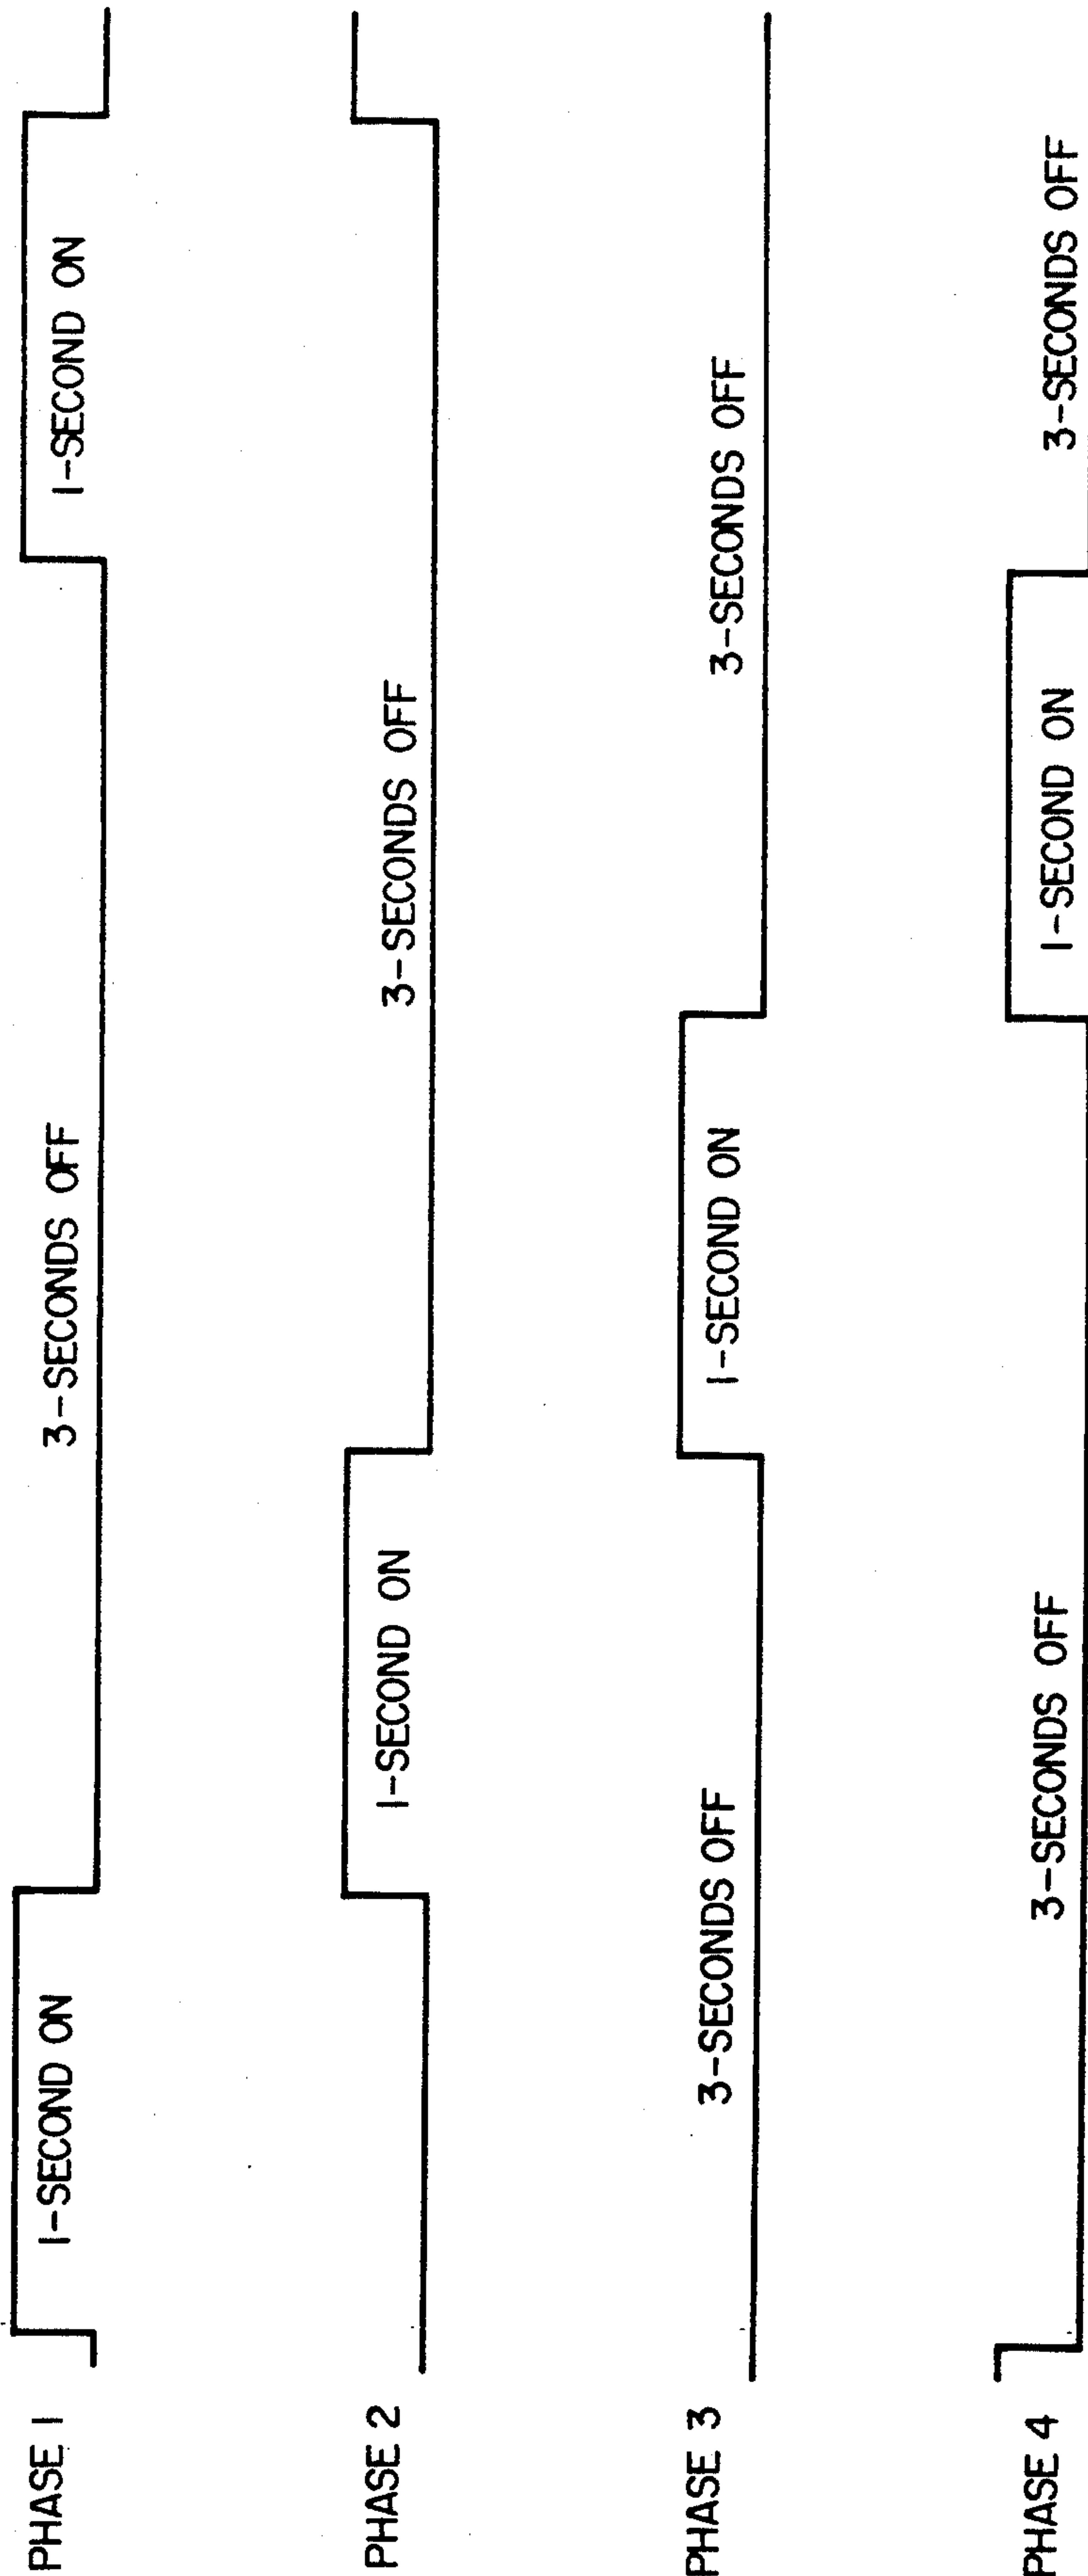 PHASE 1
1-SECOND ON
3-SECONDS OFF
1-SECOND ON
PHASE 2
1-SECOND ON
3-SECONDS OFF
PHASE 3
3-SECONDS OFF
1-SECOND ON
3-SECONDS OFF
PHASE 4
3-SECONDS OFF
1-SECOND ON
3-SECONDS OFF